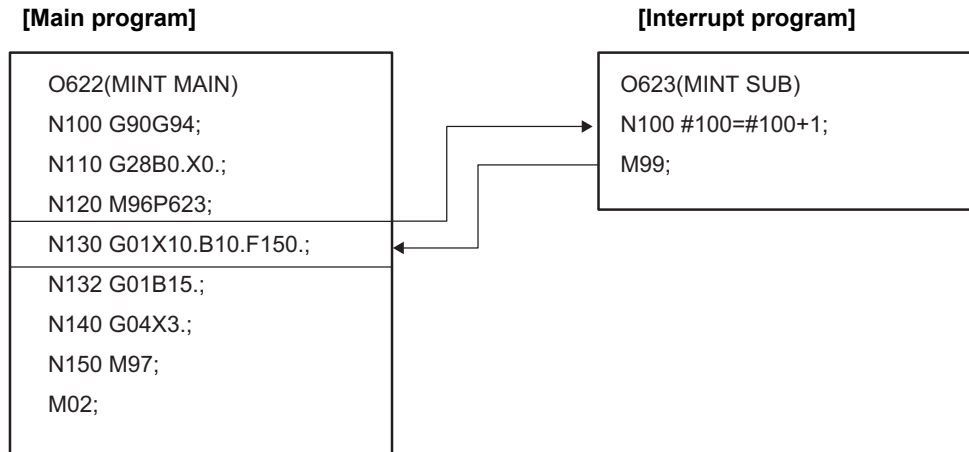 [Main program]
O622(MINT MAIN)
N100 G90G94;
N110 G28B0.X0.;
N120 M96P623;
N130 G01X10.B10.F150.;
N132 G01B15.;
N140 G04X3.;
N150 M97;
M02;
[Interrupt program]
O623(MINT SUB)
N100 #100=#100+1;
M99;